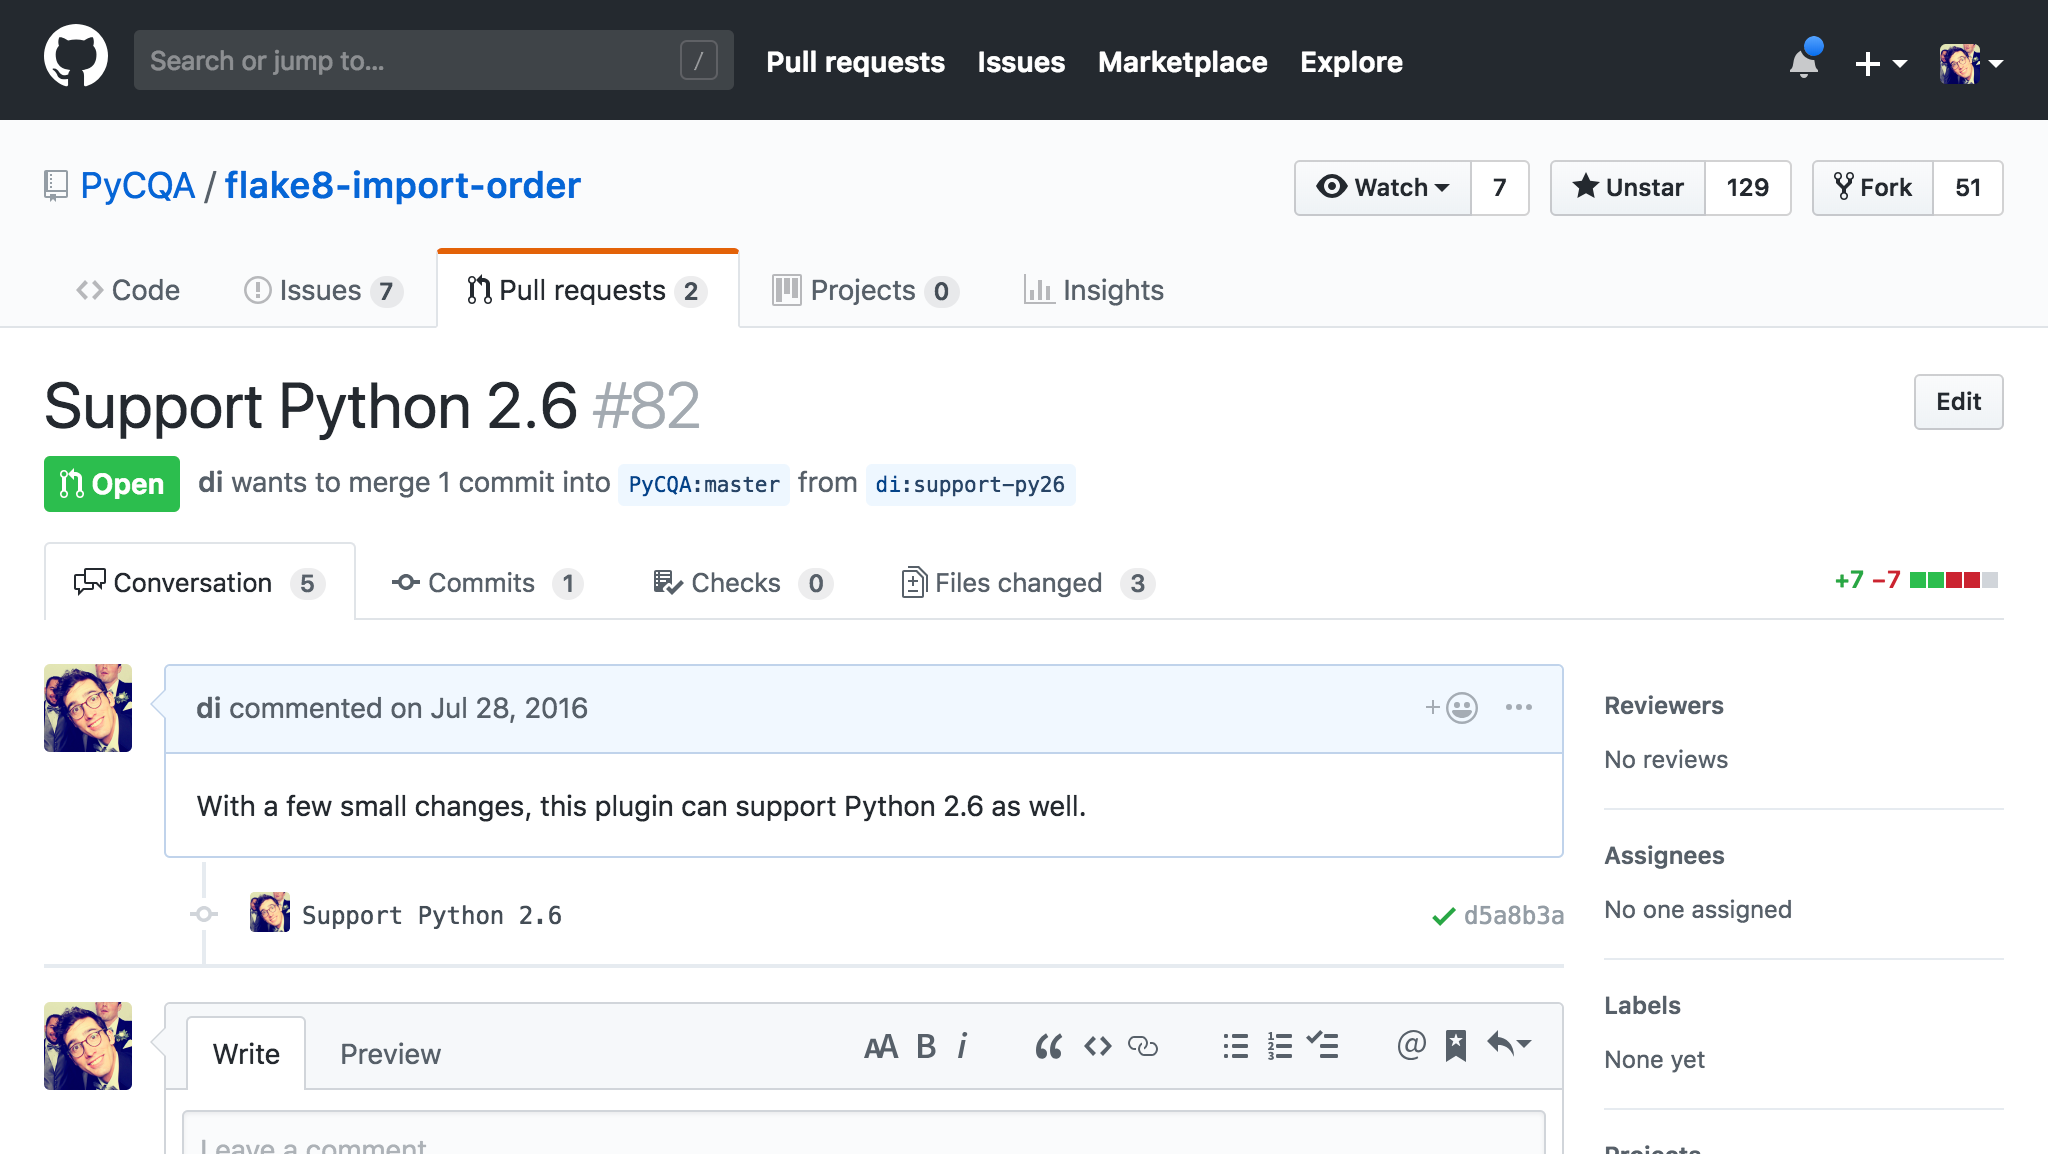 Search or jump to... / Pull requests Issues Marketplace Explore
PyCQA / flake8-import-order Watch 7 Unstar 129 Fork 51
Code Issues 7 Pull requests 2 Projects 0 Insights
Support Python 2.6 #82 Edit
Open di wants to merge 1 commit into PyCQA:master from di:support-py26
Conversation 5 Commits 1 Checks 0 Files changed 3 +7 −7
di commented on Jul 28, 2016
With a few small changes, this plugin can support Python 2.6 as well.
Support Python 2.6 d5a8b3a
Reviewers
No reviews
Assignees
No one assigned
Labels
None yet
Projects
Write Preview AA B i “ <> @
Leave a comment